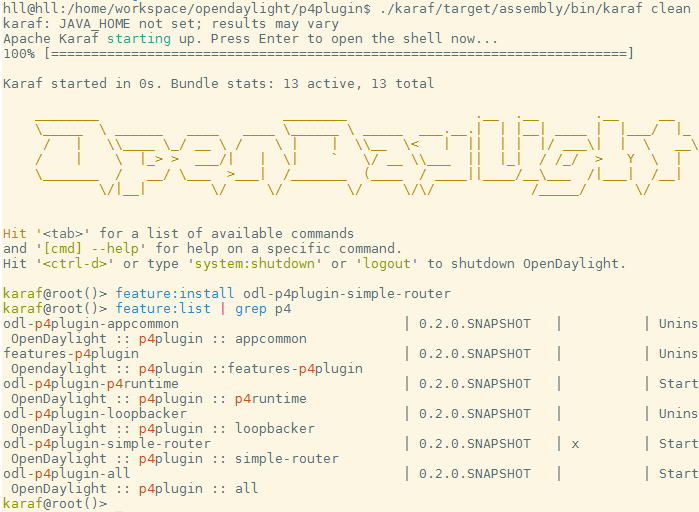 hll@hll:/home/workspace/opendaylight/p4plugin$ ./karaf/target/assembly/bin/karaf clean
karaf: JAVA_HOME not set; results may vary
Apache Karaf starting up. Press Enter to open the shell now...
100% [========================================================================]
Karaf started in 0s. Bundle stats: 13 active, 13 total
OpenDaylight
Hit '<tab>' for a list of available commands
and '[cmd] --help' for help on a specific command.
Hit '<ctrl-d>' or type 'system:shutdown' or 'logout' to shutdown OpenDaylight.
karaf@root()> feature:install odl-p4plugin-simple-router
karaf@root()> feature:list | grep p4
odl-p4plugin-appcommon | 0.2.0.SNAPSHOT | | Unins
OpenDaylight :: p4plugin :: appcommon
features-p4plugin | 0.2.0.SNAPSHOT | | Unins
Opendaylight :: p4plugin ::features-p4plugin
odl-p4plugin-p4runtime | 0.2.0.SNAPSHOT | | Start
OpenDaylight :: p4plugin :: p4runtime
odl-p4plugin-loopbacker | 0.2.0.SNAPSHOT | | Unins
OpenDaylight :: p4plugin :: loopbacker
odl-p4plugin-simple-router | 0.2.0.SNAPSHOT | x | Start
OpenDaylight :: p4plugin :: simple-router
odl-p4plugin-all | 0.2.0.SNAPSHOT | | Start
OpenDaylight :: p4plugin :: all
karaf@root()>